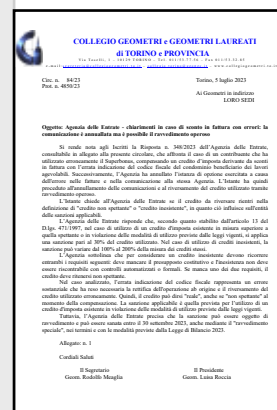 COLLEGIO GEOMETRI e GEOMETRI LAUREATI
di TORINO e PROVINCIA
Circ. n. 84/23
Torino, 5 luglio 2023
Prot. n. 4850/23
Ai Geometri in indirizzo
LORO SEDI
Oggetto: Agenzia delle Entrate - chiarimenti in caso di sconto in fattura con errori: la
comunicazione è annullata ma è possibile il ravvedimento operoso
Si rende noto agli Iscritti la Risposta n. 348/2023 dell'Agenzia delle Entrate,
consultabile in allegato alla presente circolare, che affronta il caso di un contribuente che ha
utilizzato erroneamente il Superbonus, compensando un credito d'imposta derivante da sconti
in fattura con l'errata indicazione del codice fiscale del condominio beneficiario dei lavori
agevolabili. Successivamente, l'Agenzia ha annullato l'istanza di opzione esercitata a causa
dell'errore nelle fatture e nella comunicazione alla stessa Agenzia. L'Istante ha quindi
proceduto all'annullamento delle comunicazioni e al riversamento del credito utilizzato tramite
ravvedimento operoso.
L'Istante chiede all'Agenzia delle Entrate se il credito da riversare rientri nella
definizione di "credito non spettante" o "credito inesistente", in quanto ciò influisce sull'entità
delle sanzioni applicabili.
L'Agenzia delle Entrate risponde che, secondo quanto stabilito dall'articolo 13 del
D.lgs. 471/1997, nel caso di utilizzo di un credito d'imposta esistente in misura superiore a
quella spettante o in violazione delle modalità di utilizzo previste dalle leggi vigenti, si applica
una sanzione pari al 30% del credito utilizzato. Nel caso di utilizzo di crediti inesistenti, la
sanzione può variare dal 100% al 200% della misura dei crediti stessi.
L'Agenzia sottolinea che per considerare un credito inesistente devono ricorrere
entrambi i requisiti seguenti: deve mancare il presupposto costitutivo e l'inesistenza non deve
essere riscontrabile con controlli automatizzati o formali. Se manca uno dei due requisiti, il
credito deve ritenersi non spettante.
Nel caso analizzato, l'errata indicazione del codice fiscale rappresenta un errore
sostanziale che ha reso necessaria la rettifica dell'operazione ab origine e il riversamento del
credito utilizzato erroneamente. Quindi, il credito può dirsi "reale", anche se "non spettante" al
momento della compensazione. La sanzione applicabile è quella prevista per l'utilizzo di un
credito d'imposta esistente in violazione delle modalità di utilizzo previste dalle leggi vigenti.
Tuttavia, l'Agenzia delle Entrate precisa che la sanzione può essere oggetto di
ravvedimento e può essere sanata entro il 30 settembre 2023, anche mediante il "ravvedimento
speciale", nei termini e con le modalità previste dalla Legge di Bilancio 2023.
Allegato: n. 1
Cordiali Saluti
Il Segretario
Il Presidente
Geom. Rodolfo Meaglia
Geom. Luisa Roccia